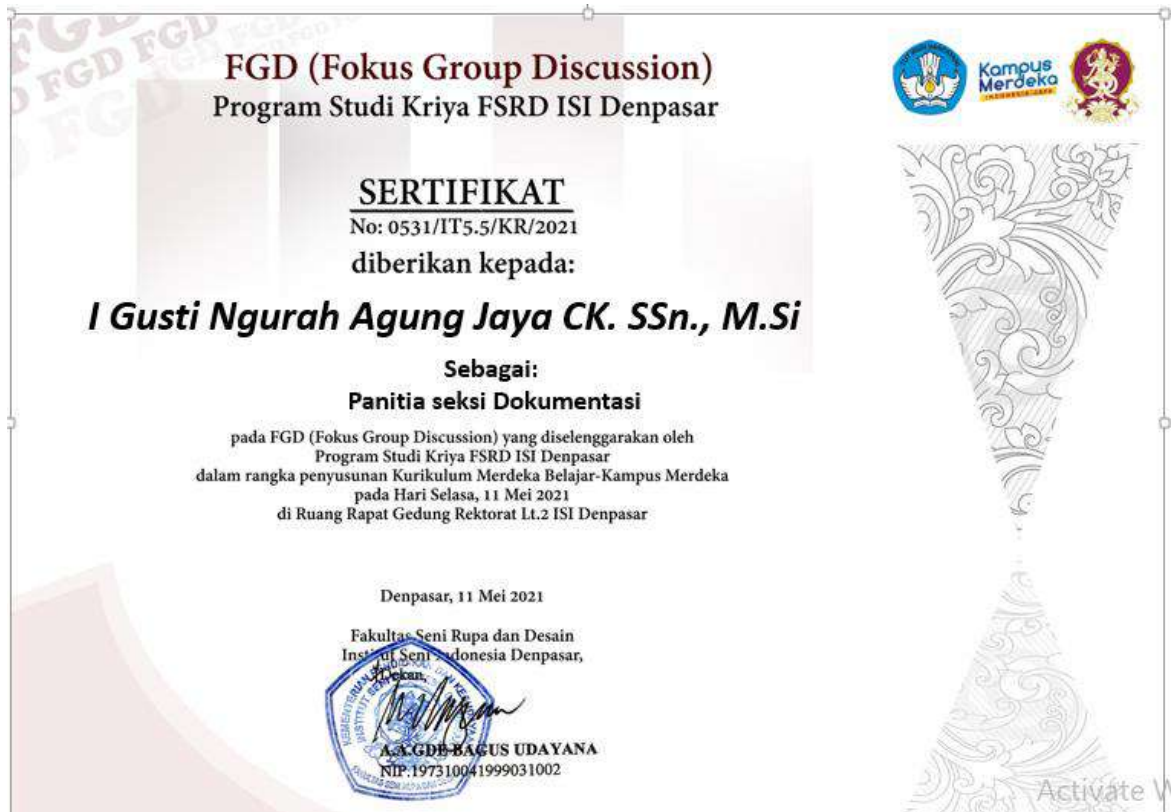 FGD (Fokus Group Discussion)
Program Studi Kriya FSRD ISI Denpasar
Kampus
Merdeka
INDONESIA JAYA
SERTIFIKAT
No: 0531/IT5.5/KR/2021
diberikan kepada:
I Gusti Ngurah Agung Jaya CK. SSn., M.Si
Sebagai:
Panitia seksi Dokumentasi
pada FGD (Fokus Group Discussion) yang diselenggarakan oleh
Program Studi Kriya FSRD ISI Denpasar
dalam rangka penyusunan Kurikulum Merdeka Belajar-Kampus Merdeka
pada Hari Selasa, 11 Mei 2021
di Ruang Rapat Gedung Rektorat Lt.2 ISI Denpasar
Denpasar, 11 Mei 2021
Fakultas Seni Rupa dan Desain
Institut Seni Indonesia Denpasar,
Dekan,
A.A.GDE BAGUS UDAYANA
NIP.197310041999031002
Activate W